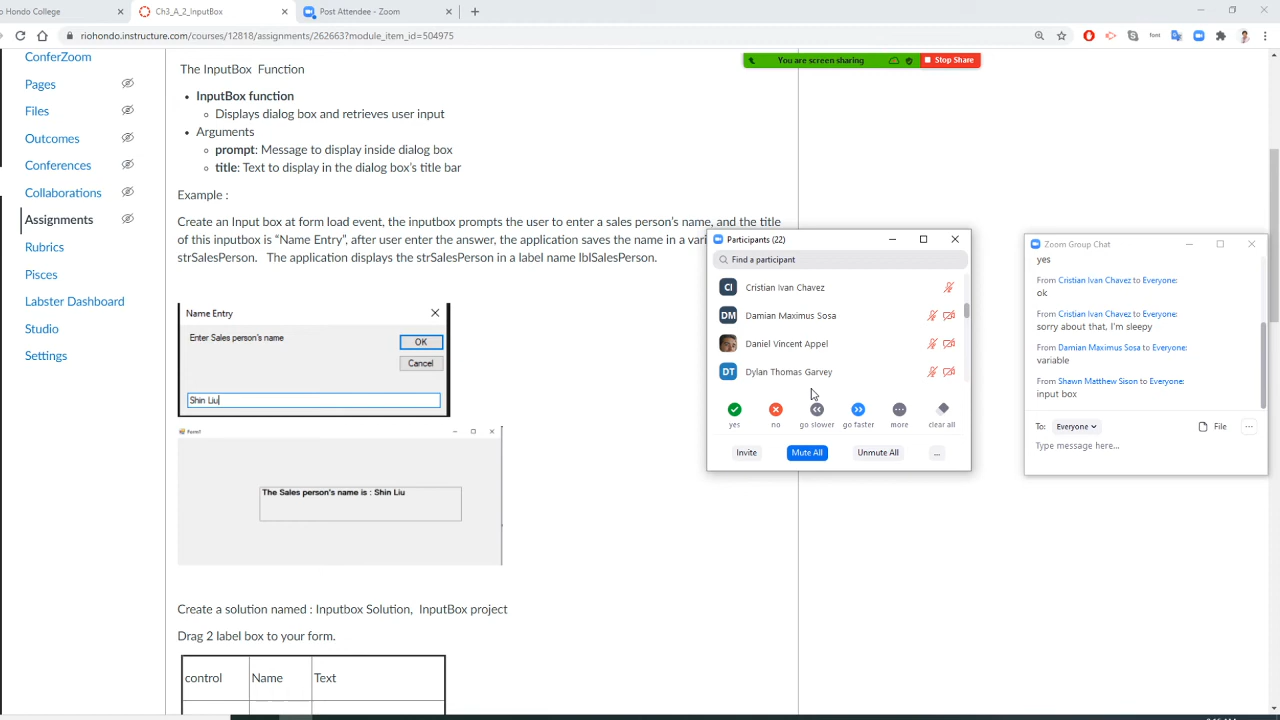 o Hondo College
Ch3_A_2_InputBox
Post Attendee - Zoom
riohondo.instructure.com/courses/12818/assignments/262663?module_item_id=504975
You are screen sharing
Stop Share
ConferZoom
Pages
Files
Outcomes
Conferences
Collaborations
Assignments
Rubrics
Pisces
Labster Dashboard
Studio
Settings
The InputBox Function
• InputBox function
Displays dialog box and retrieves user input
• Arguments
prompt: Message to display inside dialog box
title: Text to display in the dialog box's title bar
Example :
Create an Input box at form load event, the inputbox prompts the user to enter a sales person's name, and the title
of this inputbox is "Name Entry", after user enter the answer, the application saves the name in a vari
strSalesPerson. The application displays the strSalesPerson in a label name lblSalesPerson.
Name Entry
Enter Sales person's name
OK
Cancel
Shin Liu
Form1
The Sales person's name is : Shin Liu
Create a solution named : Inputbox Solution, InputBox project
Drag 2 label box to your form.
control Name Text
Participants (22)
Find a participant
CI Cristian Ivan Chavez
DM Damian Maximus Sosa
Daniel Vincent Appel
DT Dylan Thomas Garvey
yes no go slower go faster more clear all
Invite Mute All Unmute All ...
Zoom Group Chat
yes
From Cristian Ivan Chavez to Everyone:
ok
From Cristian Ivan Chavez to Everyone:
sorry about that, I'm sleepy
From Damian Maximus Sosa to Everyone:
variable
From Shawn Matthew Sison to Everyone:
input box
To: Everyone File
Type message here...